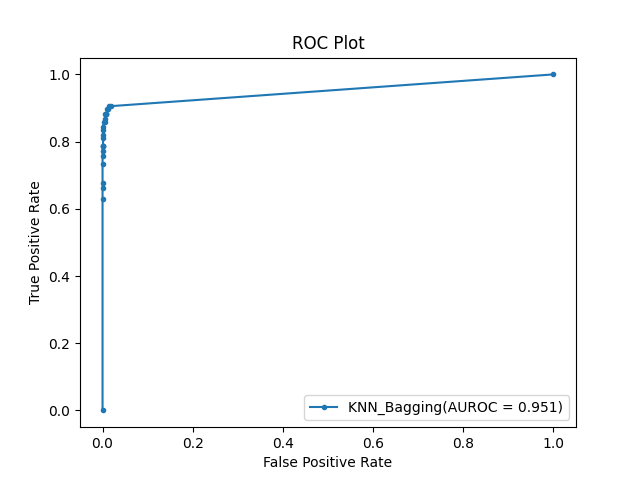 ROC Plot
1.0
0.8
0.6
0.4
0.2
0.0
True Positive Rate
KNN_Bagging(AUROC = 0.951)
0.0 0.2 0.4 0.6 0.8 1.0
False Positive Rate